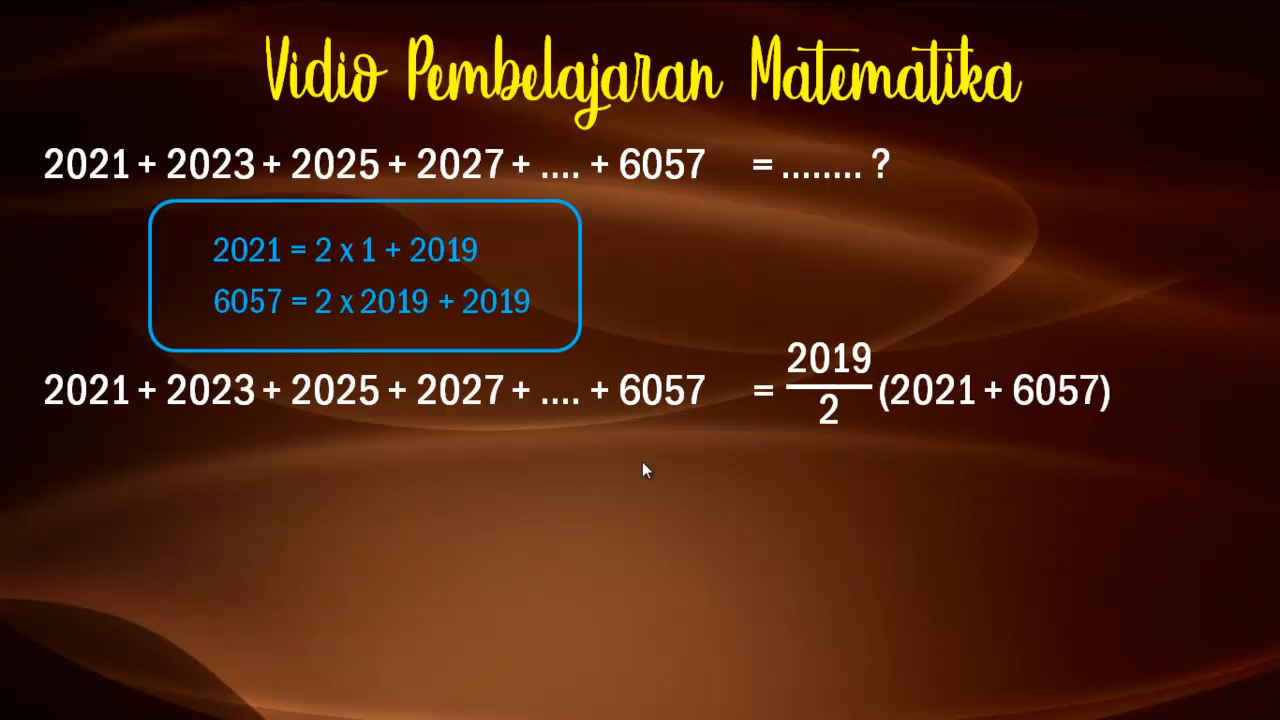 Vidio Pembelajaran Matematika
2021 + 2023 + 2025 + 2027 + .... + 6057 = ........ ?
2021 = 2 x 1 + 2019
6057 = 2 x 2019 + 2019
2021 + 2023 + 2025 + 2027 + .... + 6057 = 2019/2 (2021 + 6057)